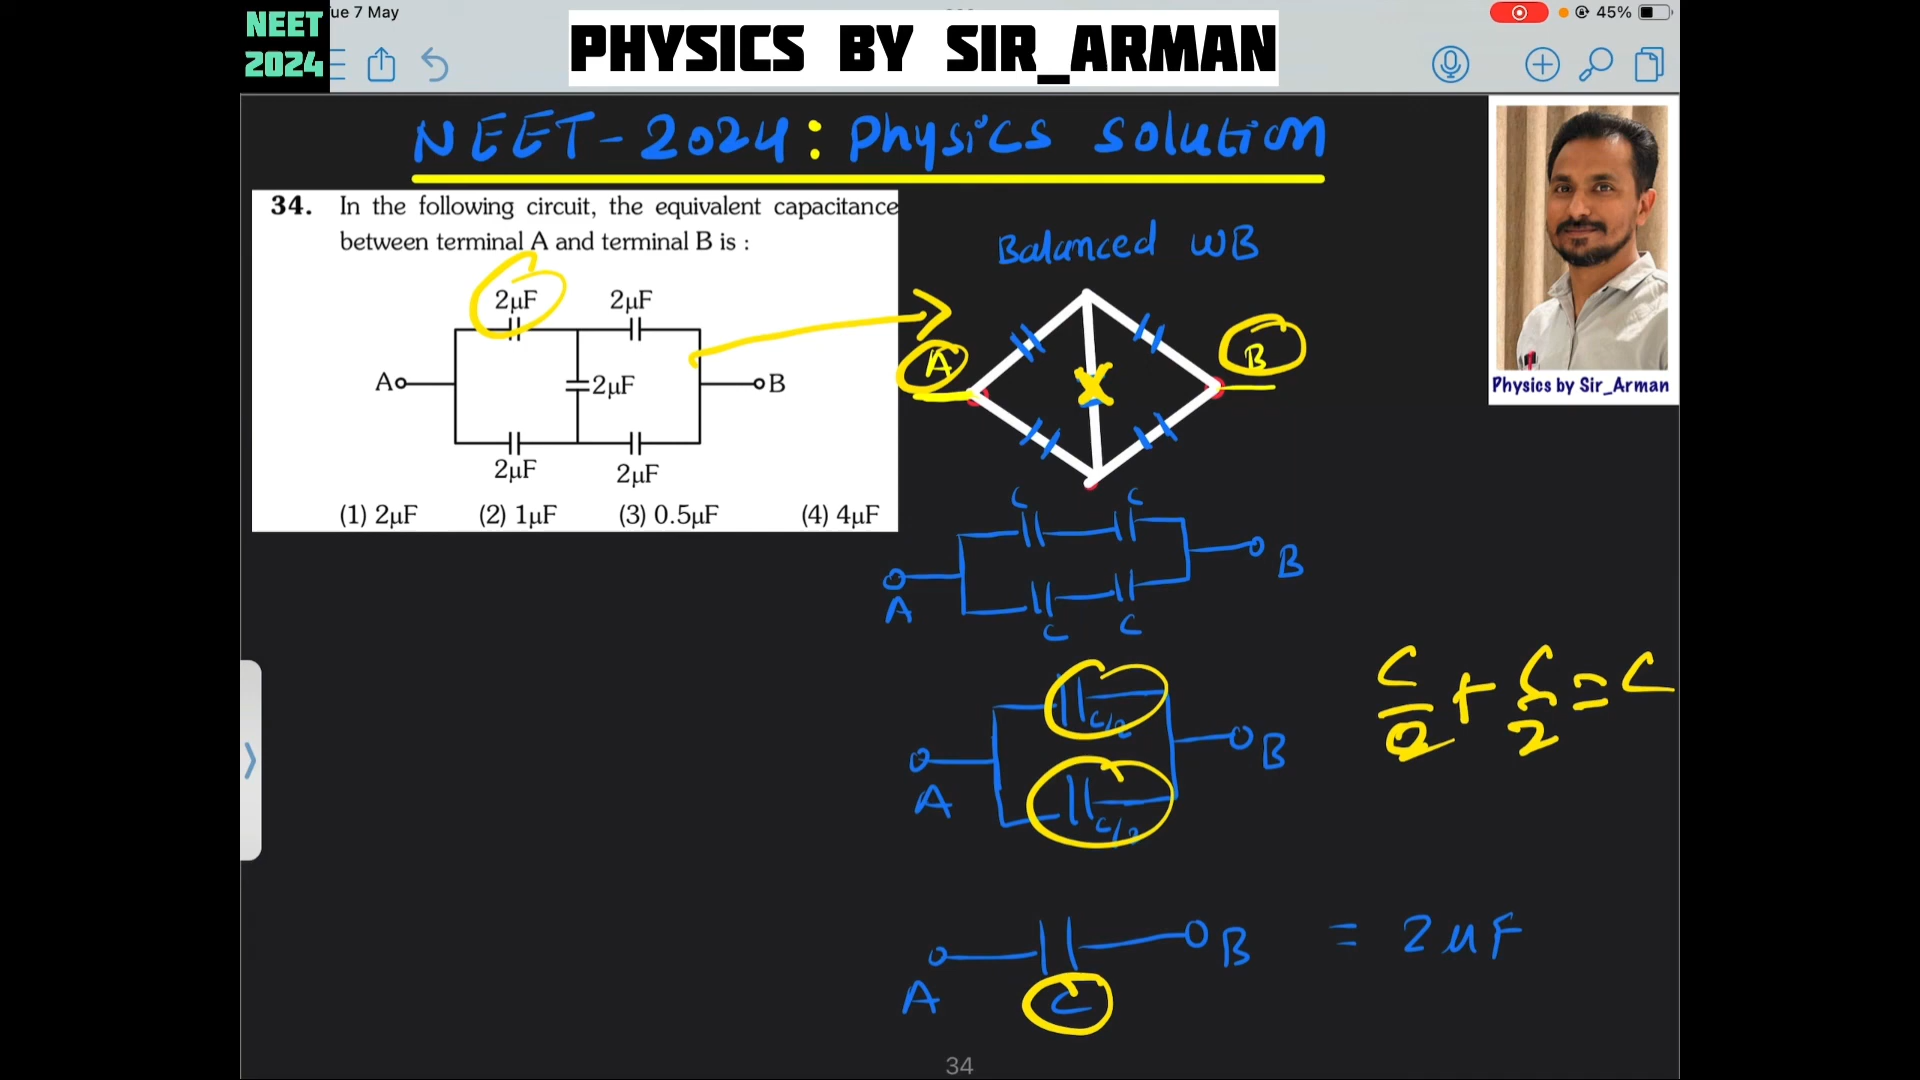 NEET
2024
ue 7 May
PHYSICS BY SIR_ARMAN
45%
NEET-2024: Physics Solution
34. In the following circuit, the equivalent capacitance
between terminal A and terminal B is :
2µF 2µF
A 2µF B
2µF 2µF
(1) 2µF (2) 1µF (3) 0.5µF (4) 4µF
Balanced WB
A B
Physics by Sir_Arman
C C
A B
C C
C/2
A B
C/2
C/2 + C/2 = C
A B = 2µF
C
34